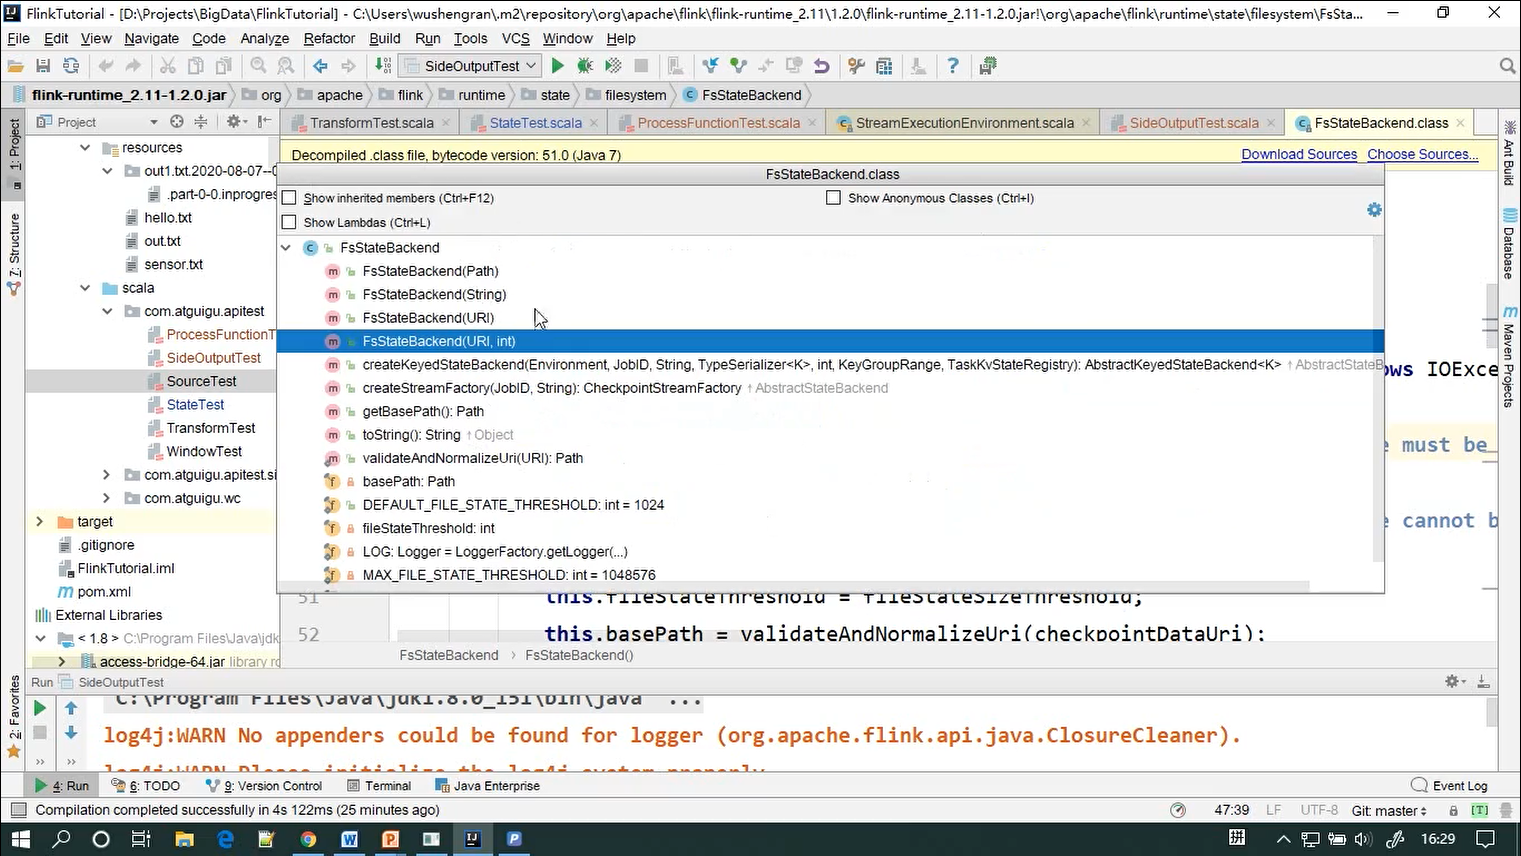 FlinkTutorial - [D:\Projects\BigData\FlinkTutorial] - C:\Users\wushengran\.m2\repository\org\apache\flink\flink-runtime_2.11\1.2.0\flink-runtime_2.11-1.2.0.jar!\org\apache\flink\runtime\state\filesystem\FsSta...
File Edit View Navigate Code Analyze Refactor Build Run Tools VCS Window Help
SideOutputTest
flink-runtime_2.11-1.2.0.jar org apache flink runtime state filesystem FsStateBackend
Project
TransformTest.scala StateTest.scala ProcessFunctionTest.scala StreamExecutionEnvironment.scala SideOutputTest.scala FsStateBackend.class
Decompiled .class file, bytecode version: 51.0 (Java 7) Download Sources Choose Sources...
1: Project
7: Structure
2: Favorites
Ant Build
Database
Maven Projects
resources
out1.txt.2020-08-07--0
.part-0-0.inprogres
hello.txt
out.txt
sensor.txt
scala
com.atguigu.apitest
ProcessFunctionT
SideOutputTest
SourceTest
StateTest
TransformTest
WindowTest
com.atguigu.apitest.si
com.atguigu.wc
target
.gitignore
FlinkTutorial.iml
pom.xml
External Libraries
< 1.8 > C:\Program Files\Java\jdk
access-bridge-64.jar library ro
FsStateBackend.class
Show inherited members (Ctrl+F12) Show Anonymous Classes (Ctrl+I)
Show Lambdas (Ctrl+L)
FsStateBackend
FsStateBackend(Path)
FsStateBackend(String)
FsStateBackend(URI)
FsStateBackend(URI, int)
createKeyedStateBackend(Environment, JobID, String, TypeSerializer<K>, int, KeyGroupRange, TaskKvStateRegistry): AbstractKeyedStateBackend<K> ↑AbstractStateB
createStreamFactory(JobID, String): CheckpointStreamFactory ↑AbstractStateBackend
getBasePath(): Path
toString(): String ↑Object
validateAndNormalizeUri(URI): Path
basePath: Path
DEFAULT_FILE_STATE_THRESHOLD: int = 1024
fileStateThreshold: int
LOG: Logger = LoggerFactory.getLogger(...)
MAX_FILE_STATE_THRESHOLD: int = 1048576
ows IOExce
e must be
e cannot b
51 this.fileStateThreshold = fileStateSizeThreshold;
52 this.basePath = validateAndNormalizeUri(checkpointDataUri);
FsStateBackend > FsStateBackend()
Run SideOutputTest
C:\Program Files\Java\jdk1.8.0_151\bin\java ...
log4j:WARN No appenders could be found for logger (org.apache.flink.api.java.ClosureCleaner).
log4j:WARN Please initialize the log4j system properly.
4: Run 6: TODO 9: Version Control Terminal Java Enterprise Event Log
Compilation completed successfully in 4s 122ms (25 minutes ago) 47:39 LF UTF-8 Git: master
16:29